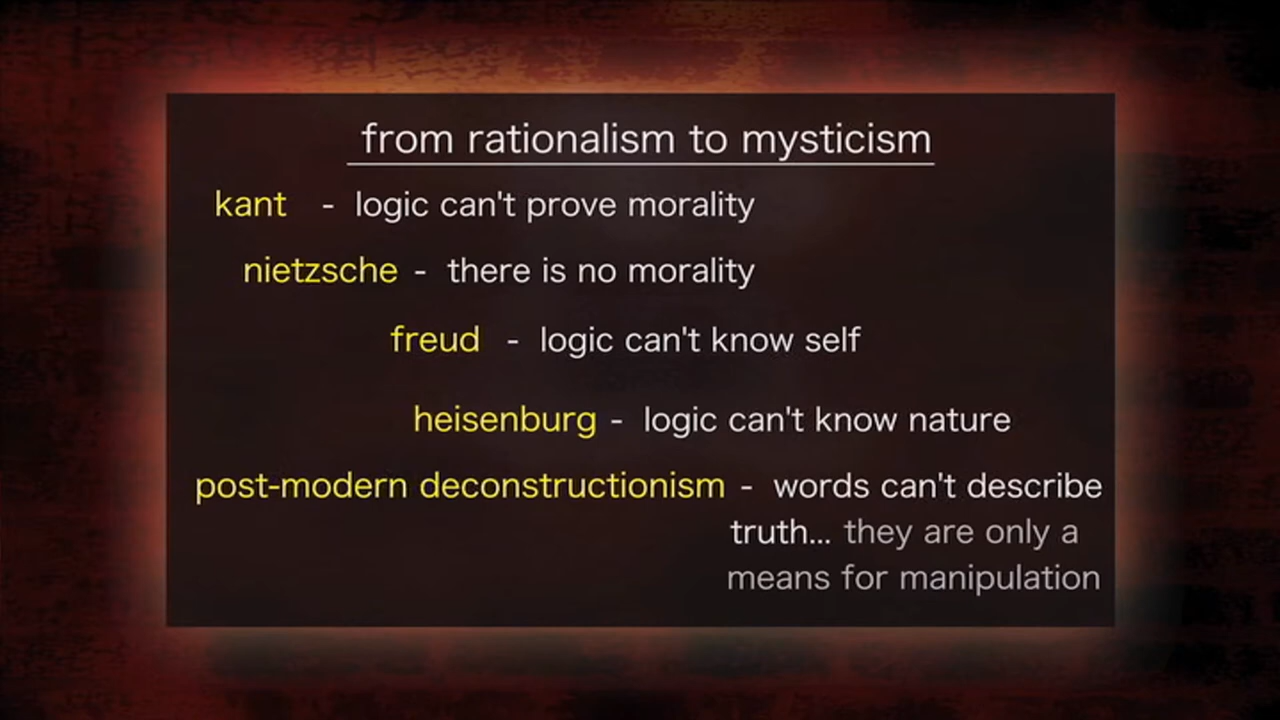 from rationalism to mysticism
kant - logic can't prove morality
nietzsche - there is no morality
freud - logic can't know self
heisenburg - logic can't know nature
post-modern deconstructionism - words can't describe
truth... they are only a
means for manipulation